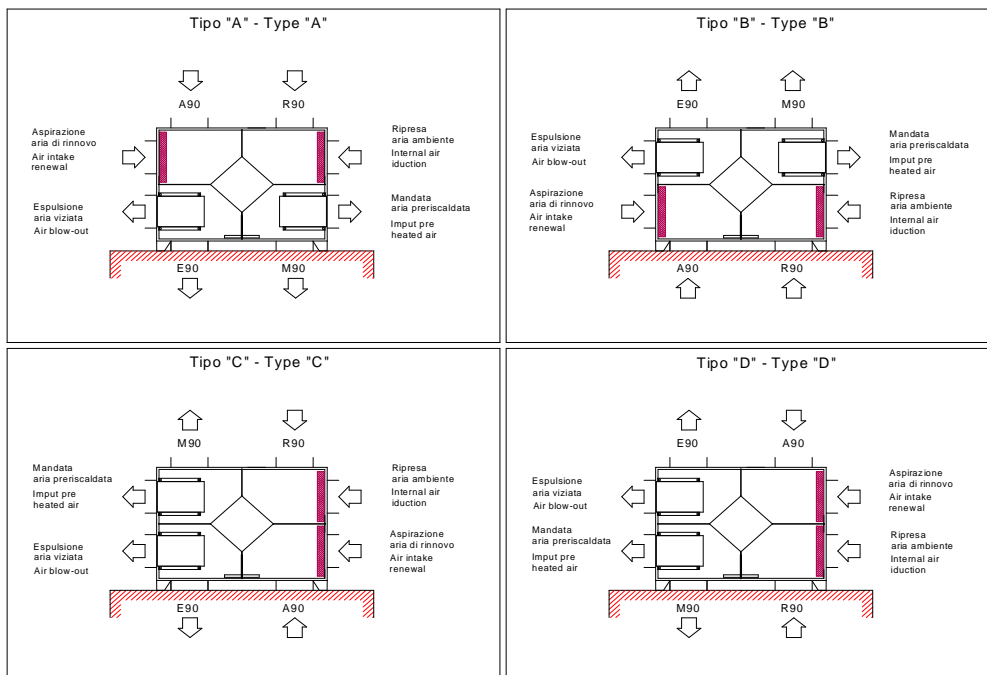 Tipo "A" - Type "A"
A90
R90
Aspirazione
aria di rinnovo
Air intake
renewal
Ripresa
aria ambiente
Internal air
iduction
Espulsione
aria viziata
Air blow-out
Mandata
aria preriscaldata
Imput pre
heated air
E90
M90
Tipo "B" - Type "B"
E90
M90
Espulsione
aria viziata
Air blow-out
Mandata
aria preriscaldata
Imput pre
heated air
Aspirazione
aria di rinnovo
Air intake
renewal
Ripresa
aria ambiente
Internal air
iduction
A90
R90
Tipo "C" - Type "C"
M90
R90
Mandata
aria preriscaldata
Imput pre
heated air
Ripresa
aria ambiente
Internal air
iduction
Espulsione
aria viziata
Air blow-out
Aspirazione
aria di rinnovo
Air intake
renewal
E90
A90
Tipo "D" - Type "D"
E90
A90
Espulsione
aria viziata
Air blow-out
Aspirazione
aria di rinnovo
Air intake
renewal
Mandata
aria preriscaldata
Imput pre
heated air
Ripresa
aria ambiente
Internal air
iduction
M90
R90